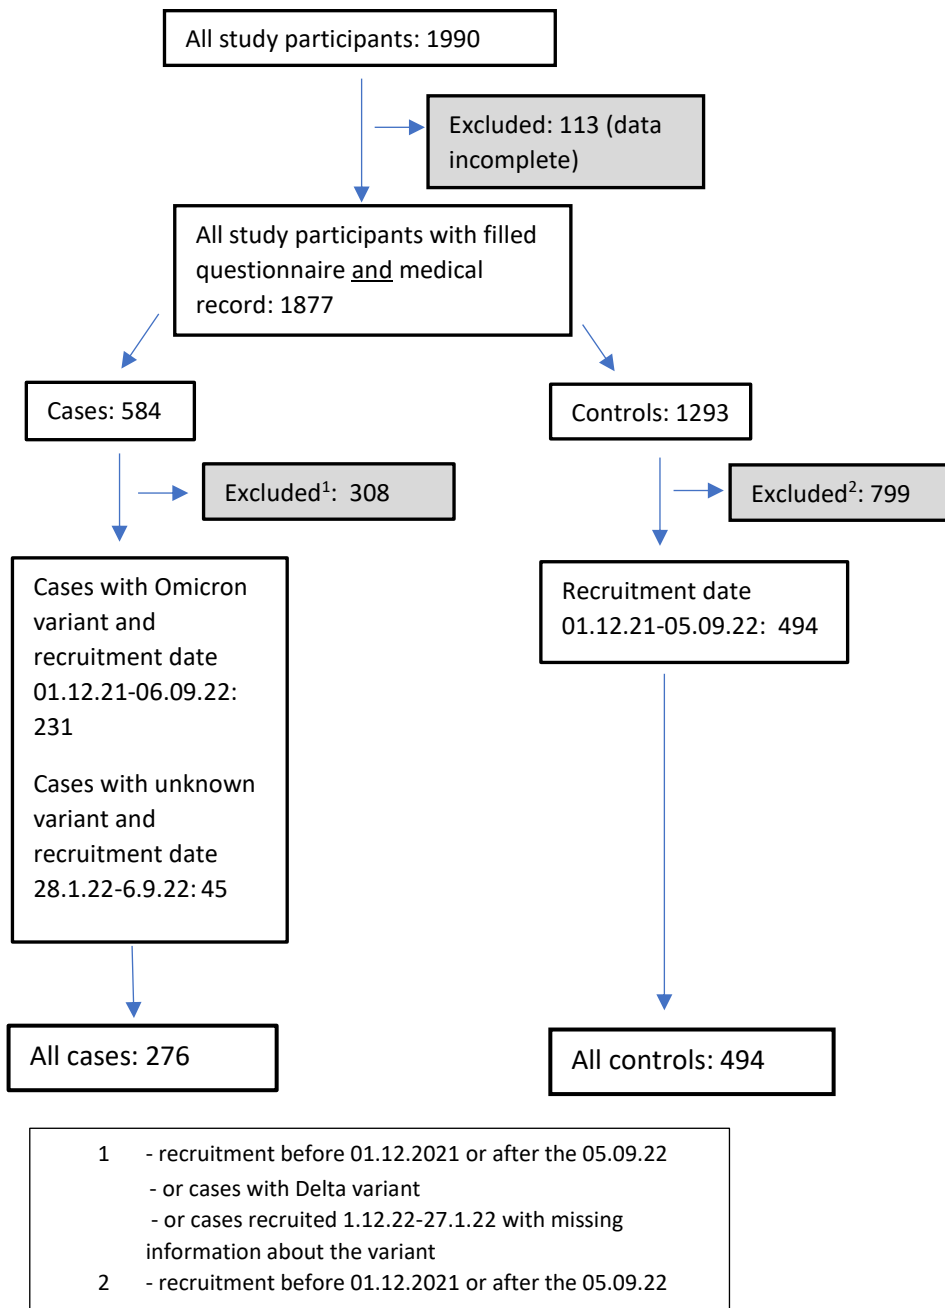 All study participants: 1990
Excluded: 113 (data
incomplete)
All study participants with filled
questionnaire and medical
record: 1877
Cases: 584
Controls: 1293
Excluded1: 308
Excluded2: 799
Cases with Omicron
variant and
recruitment date
01.12.21-06.09.22:
231
Cases with unknown
variant and
recruitment date
28.1.22-6.9.22: 45
Recruitment date
01.12.21-05.09.22: 494
All cases: 276
All controls: 494
1 - recruitment before 01.12.2021 or after the 05.09.22
- or cases with Delta variant
- or cases recruited 1.12.22-27.1.22 with missing
information about the variant
2 - recruitment before 01.12.2021 or after the 05.09.22